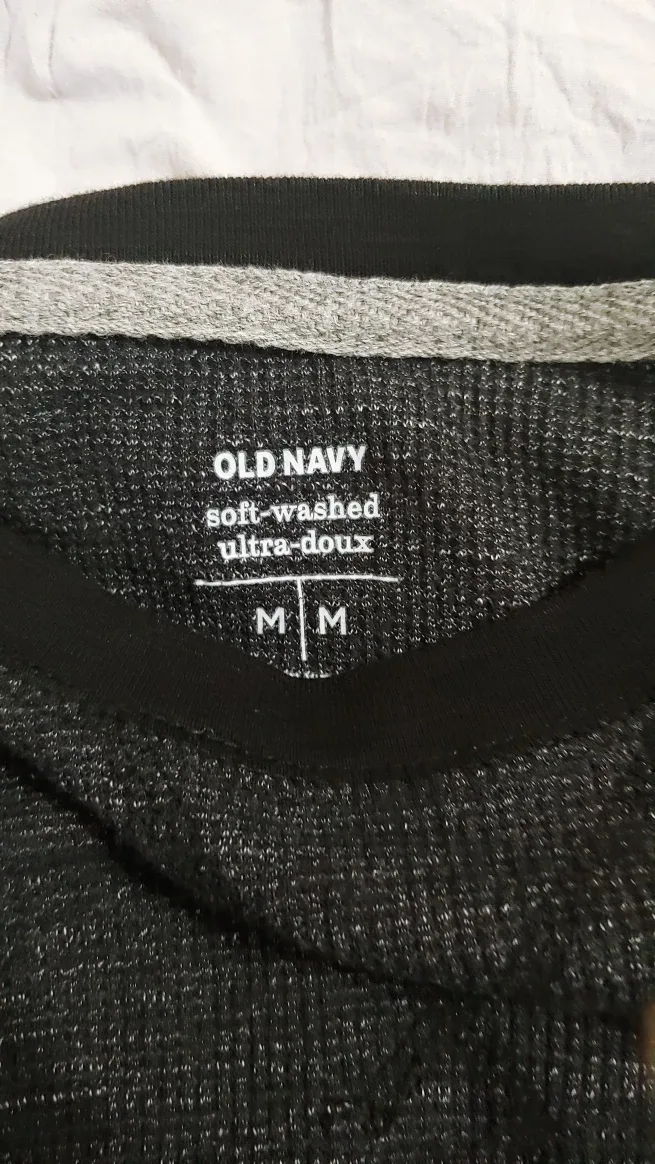 OLD NAVY
soft-washed
ultra-doux
M M